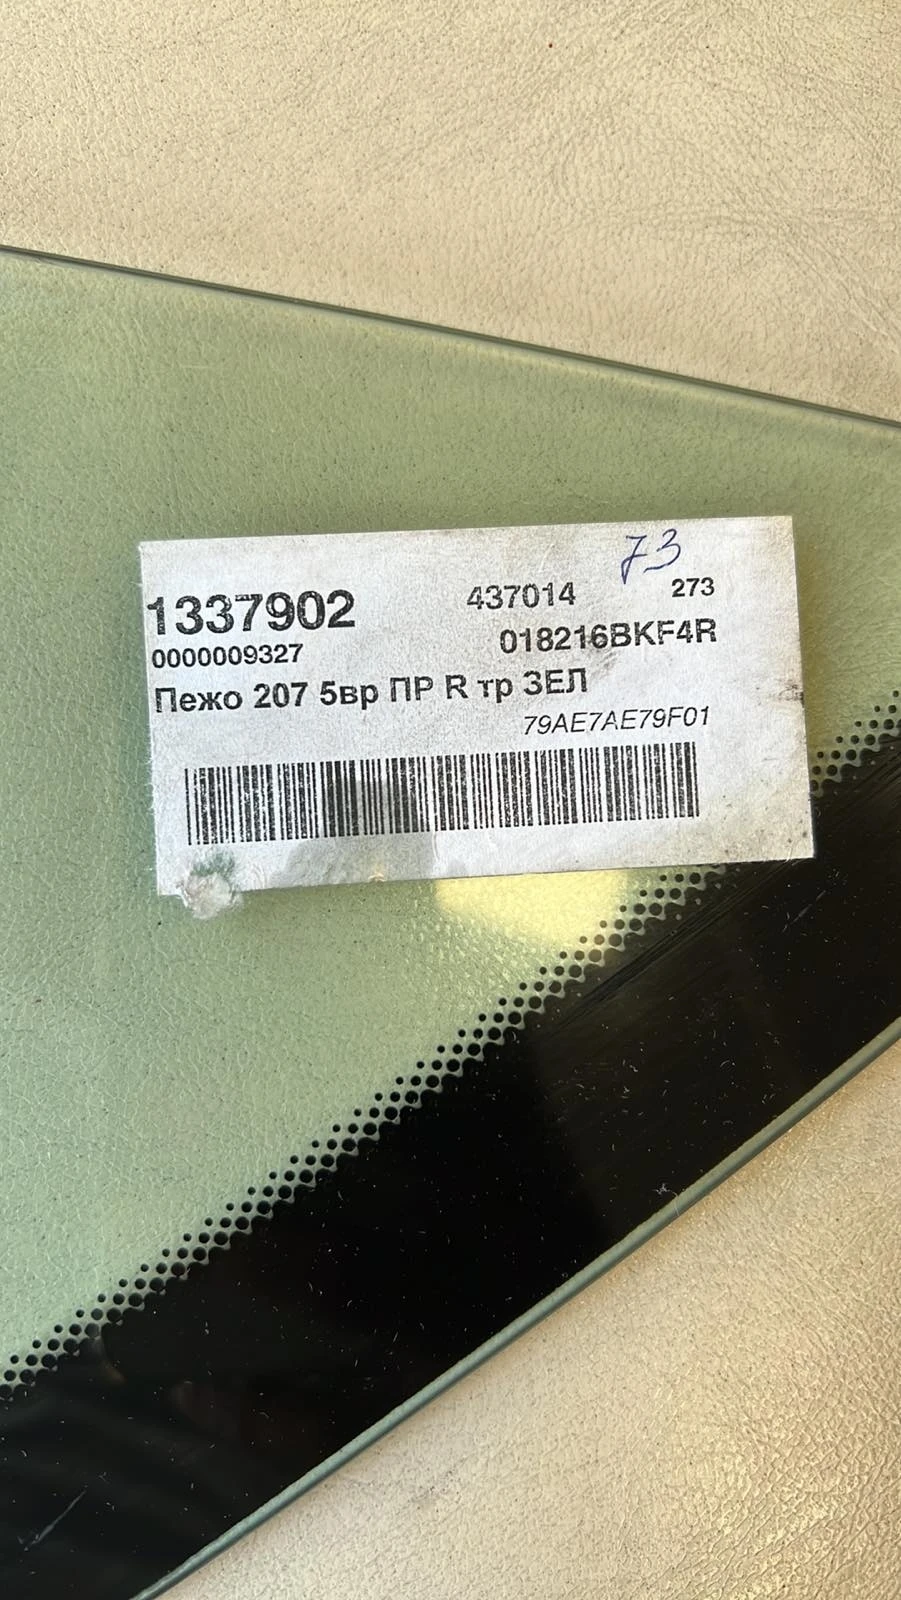 73
1337902 437014 273
0000009327 018216BKF4R
Пежо 207 5вр ПР R тр ЗЕЛ
79AE7AE79F01